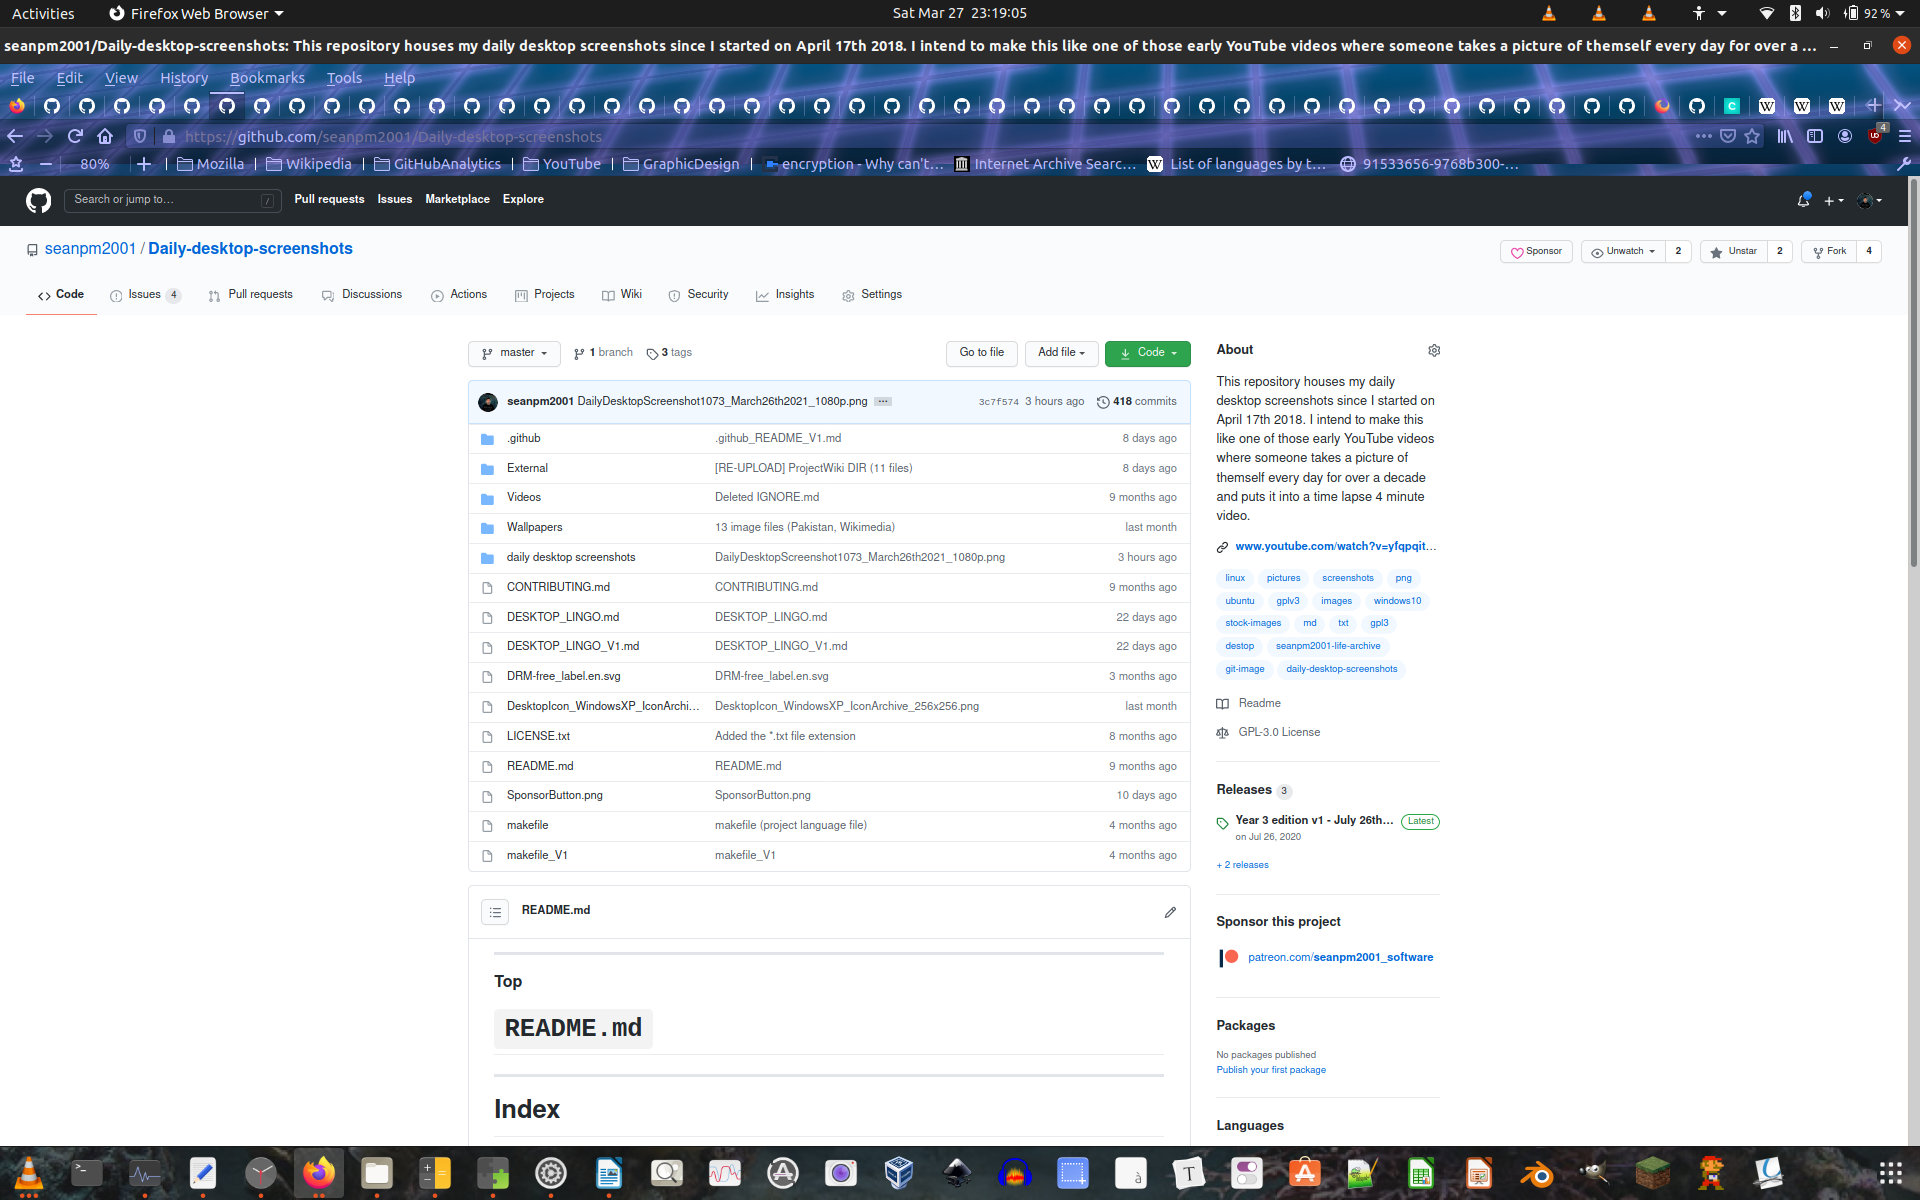 Activities
Firefox Web Browser
Sat Mar 27 23:19:05
92 %
seanpm2001/Daily-desktop-screenshots: This repository houses my daily desktop screenshots since I started on April 17th 2018. I intend to make this like one of those early YouTube videos where someone takes a picture of themself every day for over a ...
File Edit View History Bookmarks Tools Help
https://github.com/seanpm2001/Daily-desktop-screenshots
4
80%
Mozilla
Wikipedia
GitHubAnalytics
YouTube
GraphicDesign
encryption - Why can't...
Internet Archive Searc...
List of languages by t...
91533656-9768b300-...
Search or jump to...
/
Pull requests Issues Marketplace Explore
seanpm2001 / Daily-desktop-screenshots
Sponsor
Unwatch 2
Unstar 2
Fork 4
Code
Issues 4
Pull requests
Discussions
Actions
Projects
Wiki
Security
Insights
Settings
master
1 branch
3 tags
Go to file
Add file
Code
seanpm2001 DailyDesktopScreenshot1073_March26th2021_1080p.png ...
3c7f574 3 hours ago
418 commits
.github .github_README_V1.md 8 days ago
External [RE-UPLOAD] ProjectWiki DIR (11 files) 8 days ago
Videos Deleted IGNORE.md 9 months ago
Wallpapers 13 image files (Pakistan, Wikimedia) last month
daily desktop screenshots DailyDesktopScreenshot1073_March26th2021_1080p.png 3 hours ago
CONTRIBUTING.md CONTRIBUTING.md 9 months ago
DESKTOP_LINGO.md DESKTOP_LINGO.md 22 days ago
DESKTOP_LINGO_V1.md DESKTOP_LINGO_V1.md 22 days ago
DRM-free_label.en.svg DRM-free_label.en.svg 3 months ago
DesktopIcon_WindowsXP_IconArchi... DesktopIcon_WindowsXP_IconArchive_256x256.png last month
LICENSE.txt Added the *.txt file extension 8 months ago
README.md README.md 9 months ago
SponsorButton.png SponsorButton.png 10 days ago
makefile makefile (project language file) 4 months ago
makefile_V1 makefile_V1 4 months ago
README.md
Top
README.md
Index
About
This repository houses my daily
desktop screenshots since I started on
April 17th 2018. I intend to make this
like one of those early YouTube videos
where someone takes a picture of
themself every day for over a decade
and puts it into a time lapse 4 minute
video.
www.youtube.com/watch?v=yfqpqit...
linux pictures screenshots png
ubuntu gplv3 images windows10
stock-images md txt gpl3
destop seanpm2001-life-archive
git-image daily-desktop-screenshots
Readme
GPL-3.0 License
Releases 3
Year 3 edition v1 - July 26th... Latest
on Jul 26, 2020
+ 2 releases
Sponsor this project
patreon.com/seanpm2001_software
Packages
No packages published
Publish your first package
Languages